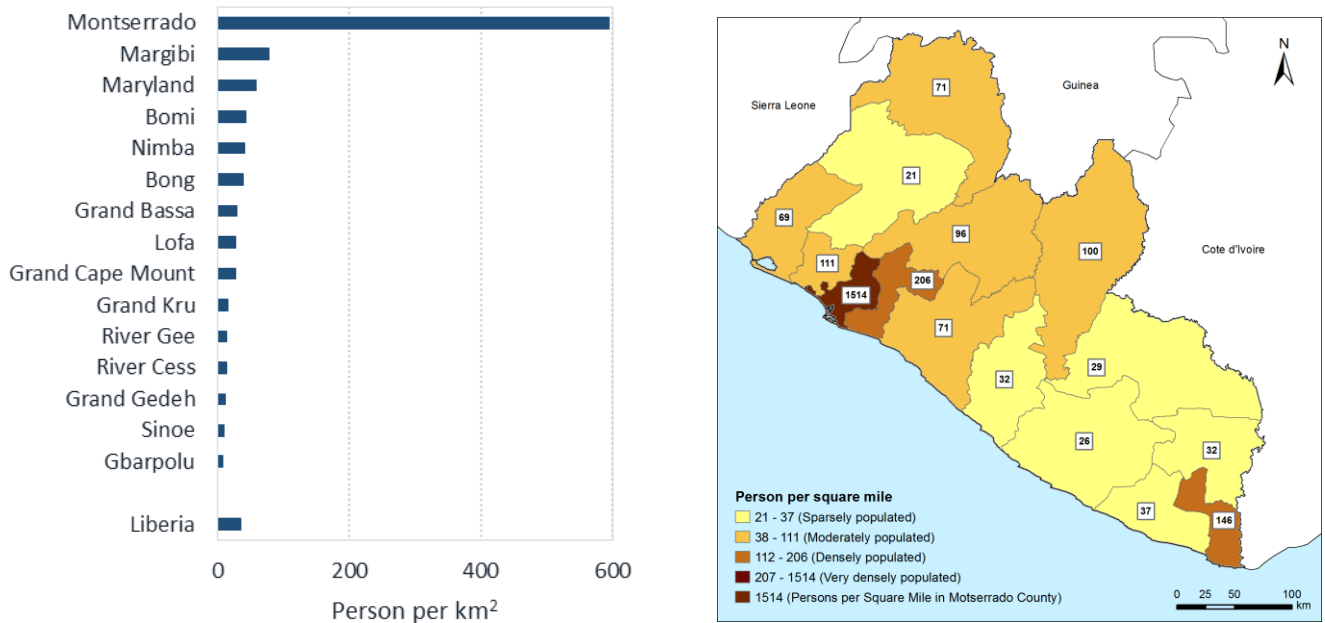 Montserrado
Margibi
Maryland
Bomi
Nimba
Bong
Grand Bassa
Lofa
Grand Cape Mount
Grand Kru
River Gee
River Cess
Grand Gedeh
Sinoe
Gbarpolu
Liberia
0 200 400 600
Person per km²
N
Sierra Leone
Guinea
Cote d'Ivoire
71
21
69
96
100
111
206
1514
71
29
32
26
32
37
146
Person per square mile
21 - 37 (Sparsely populated)
38 - 111 (Moderately populated)
112 - 206 (Densely populated)
207 - 1514 (Very densely populated)
1514 (Persons per Square Mile in Motserrado County)
0 25 50 100
km